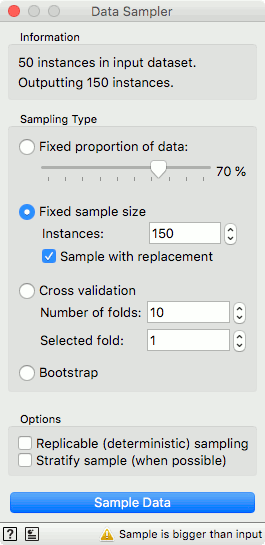 Data Sampler
Information
50 instances in input dataset.
Outputting 150 instances.
Sampling Type
Fixed proportion of data:
70 %
Fixed sample size
Instances: 150
Sample with replacement
Cross validation
Number of folds: 10
Selected fold: 1
Bootstrap
Options
Replicable (deterministic) sampling
Stratify sample (when possible)
Sample Data
? Sample is bigger than input